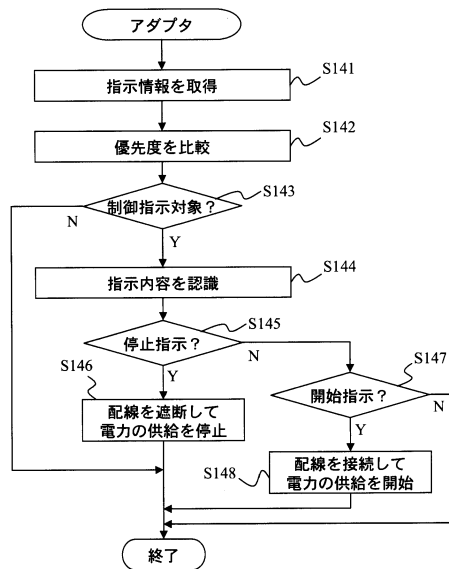 アダプタ
S141
指示情報を取得
S142
優先度を比較
S143
制御指示対象？
N
Y
S144
指示内容を認識
S145
停止指示？
N
Y
S146
配線を遮断して
電力の供給を停止
S147
開始指示？
N
Y
S148
配線を接続して
電力の供給を開始
終了